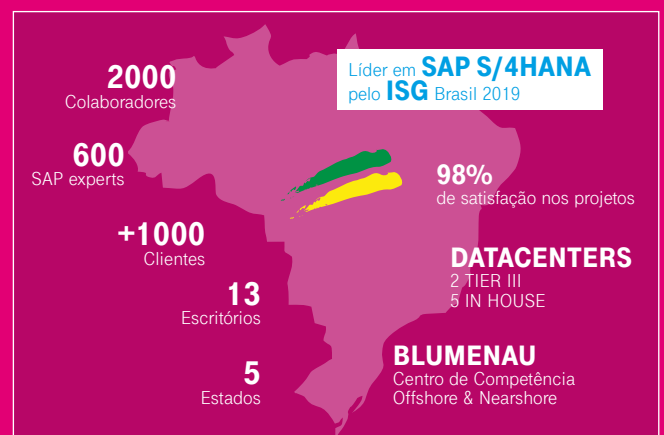 2000
Colaboradores
600
SAP experts
+1000
Clientes
13
Escritórios
5
Estados
Líder em SAP S/4HANA
pelo ISG Brasil 2019
98%
de satisfação nos projetos
DATACENTERS
2 TIER III
5 IN HOUSE
BLUMENAU
Centro de Competência
Offshore & Nearshore